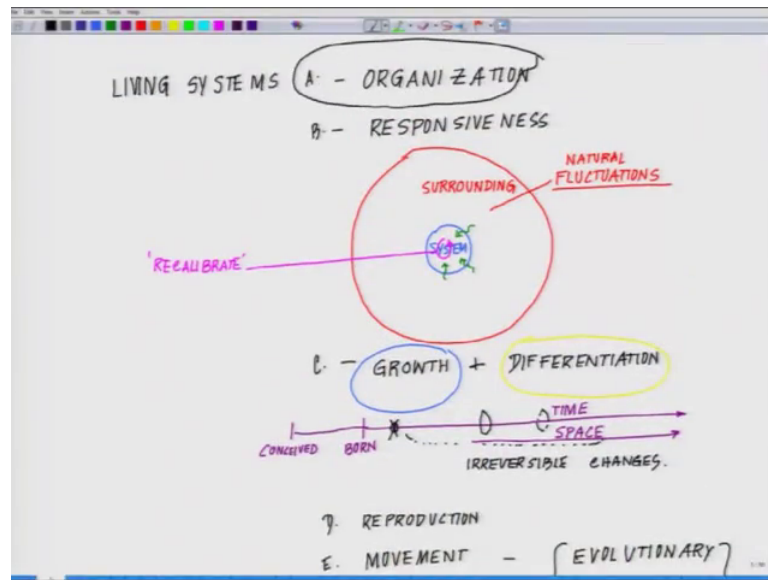 LIVING SYSTEMS A. - ORGANIZATION
B. - RESPONSIVENESS
NATURAL
FLUCTUATIONS
SURROUNDING
SYSTEM
'RECALIBRATE'
C. - GROWTH + DIFFERENTIATION
TIME
SPACE
CONCEIVED BORN
IRREVERSIBLE CHANGES.
D. REPRODUCTION
E. MOVEMENT - [EVOLUTIONARY]